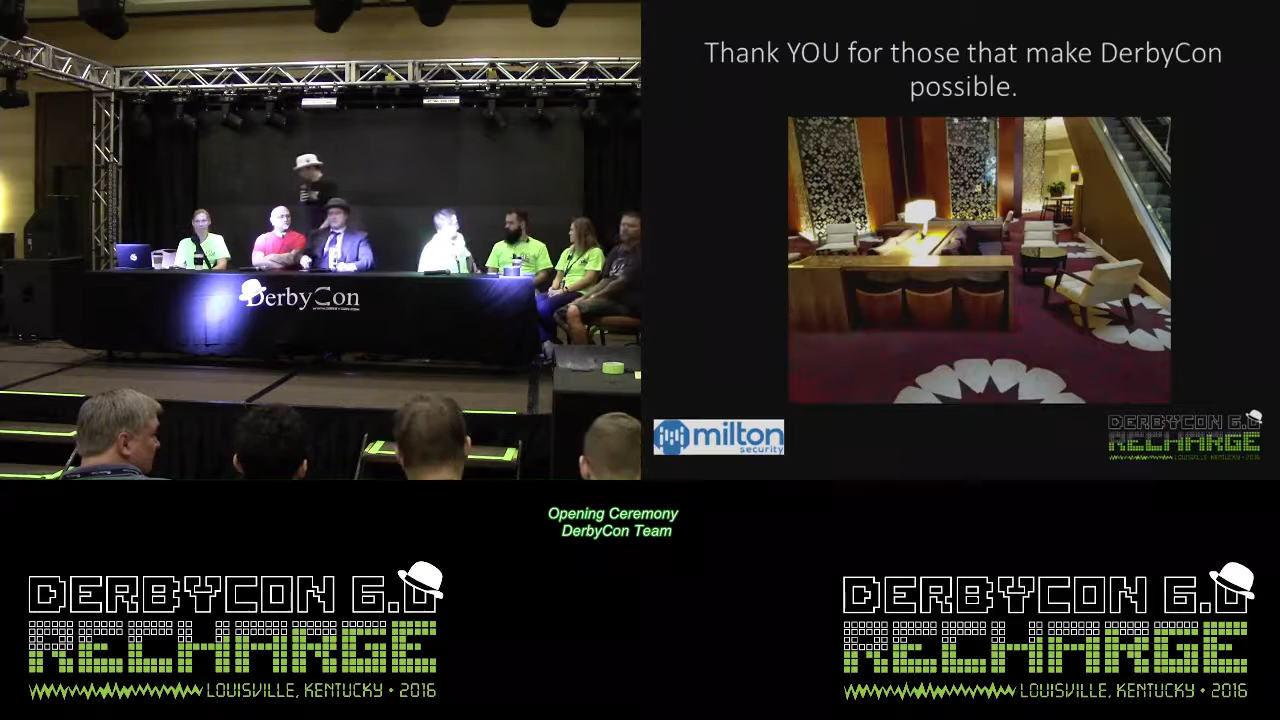 Thank YOU for those that make DerbyCon
possible.
DerbyCon
milton
security
DERBYCON 6.0
RECHARGE
LOUISVILLE, KENTUCKY • 2016
Opening Ceremony
DerbyCon Team
DERBYCON 6.0
RECHARGE
LOUISVILLE, KENTUCKY • 2016
DERBYCON 6.0
RECHARGE
LOUISVILLE, KENTUCKY • 2016